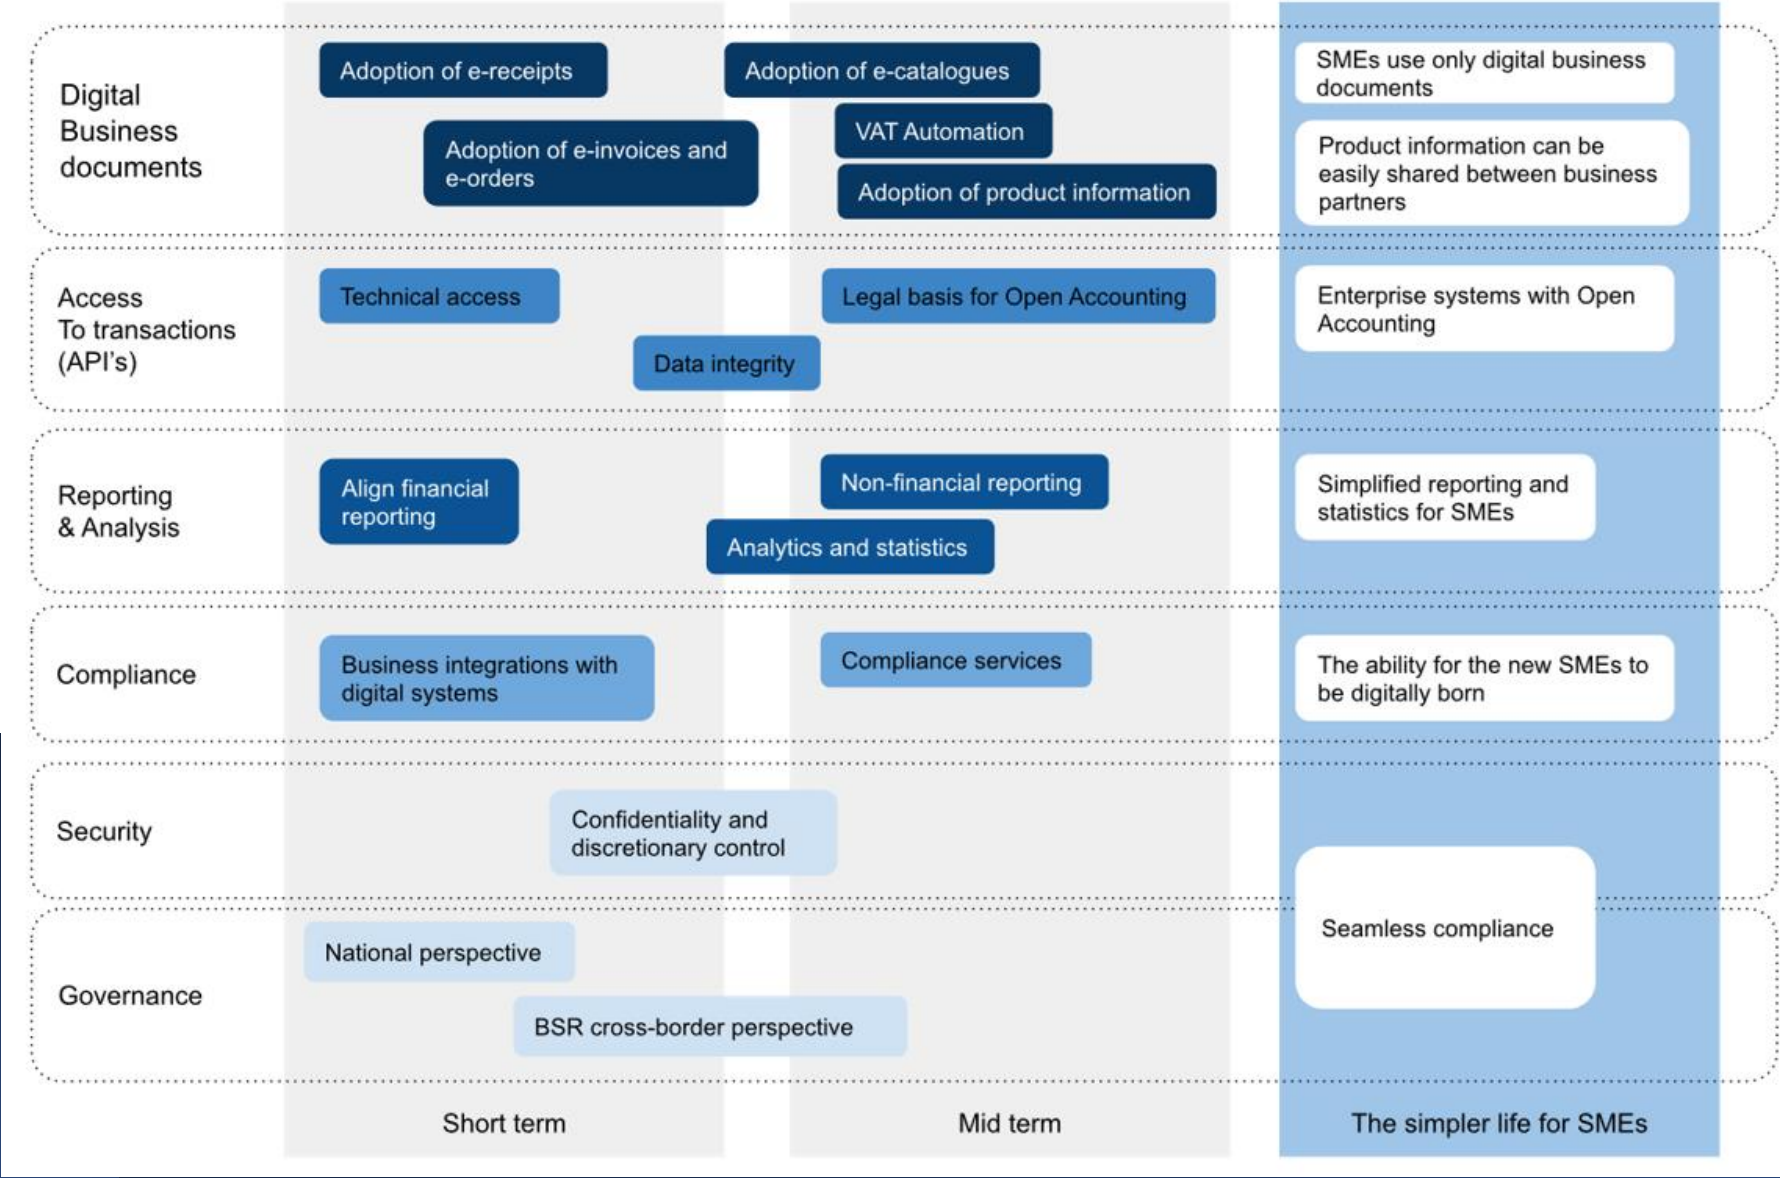 Digital
Business
documents
Adoption of e-receipts
Adoption of e-invoices and
e-orders
Adoption of e-catalogues
VAT Automation
Adoption of product information
SMEs use only digital business
documents
Product information can be
easily shared between business
partners
Access
To transactions
(API's)
Technical access
Data integrity
Legal basis for Open Accounting
Enterprise systems with Open
Accounting
Reporting
& Analysis
Align financial
reporting
Non-financial reporting
Analytics and statistics
Simplified reporting and
statistics for SMEs
Compliance
Business integrations with
digital systems
Compliance services
The ability for the new SMEs to
be digitally born
Security
Confidentiality and
discretionary control
Seamless compliance
Governance
National perspective
BSR cross-border perspective
Short term
Mid term
The simpler life for SMEs